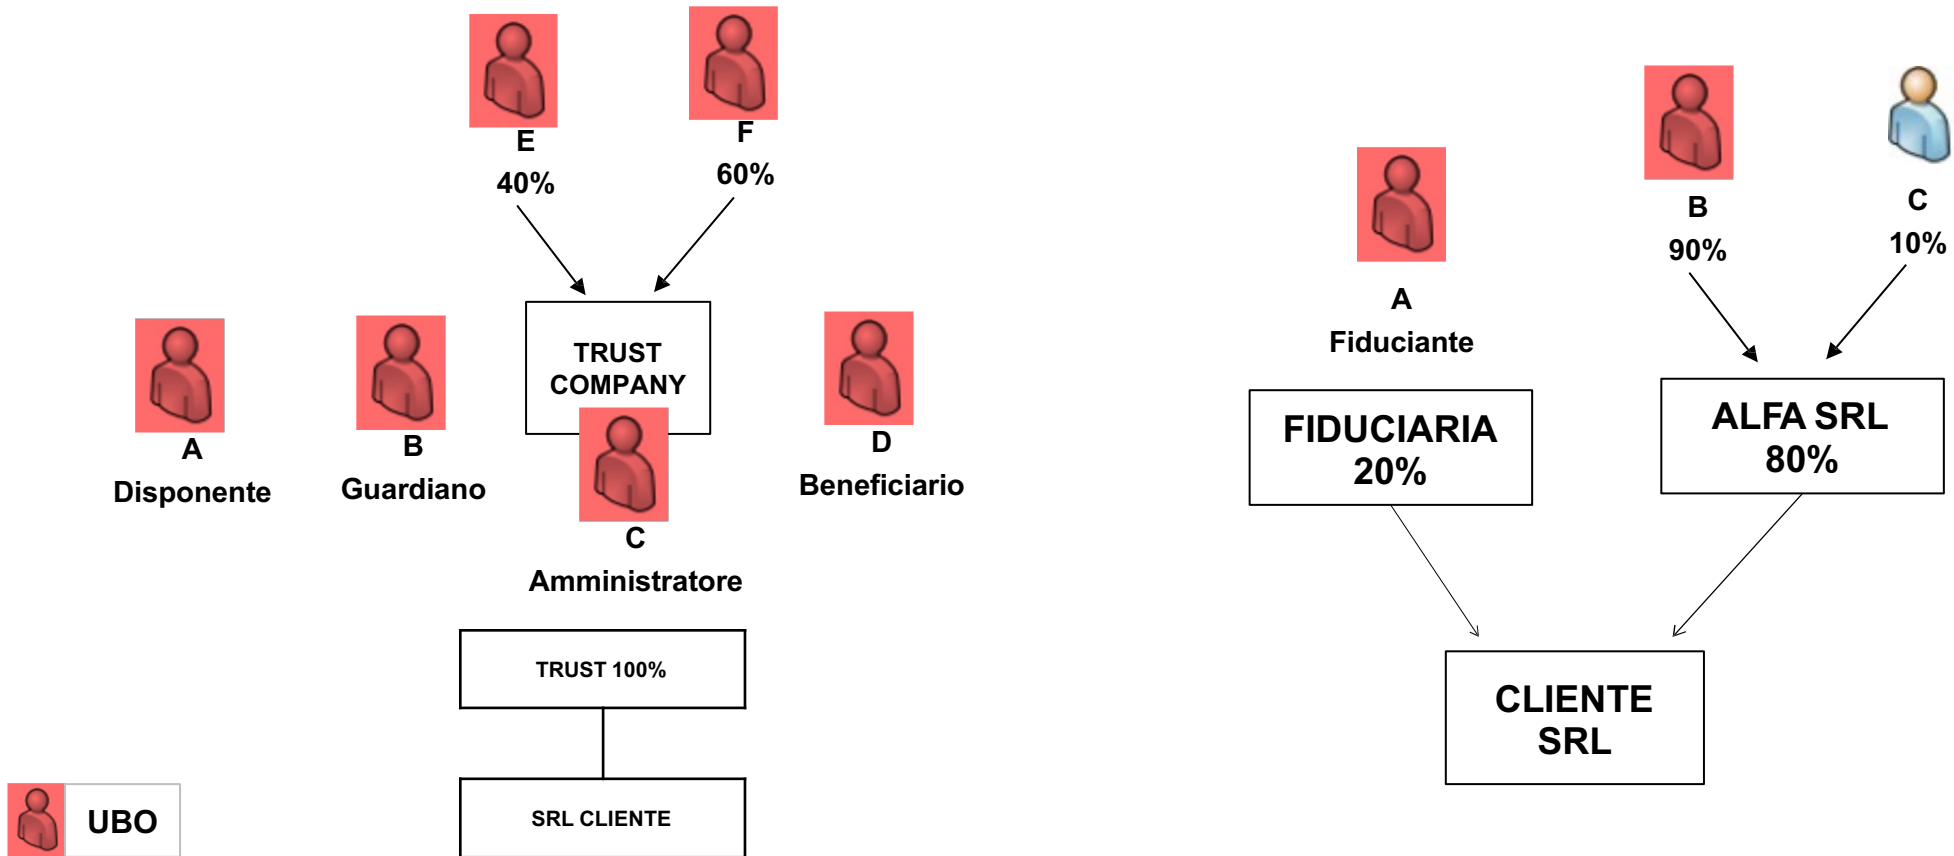 E
40%
F
60%
TRUST
COMPANY
A
Disponente
B
Guardiano
C
Amministratore
D
Beneficiario
TRUST 100%
SRL CLIENTE
UBO
A
Fiduciante
B
90%
C
10%
FIDUCIARIA
20%
ALFA SRL
80%
CLIENTE
SRL